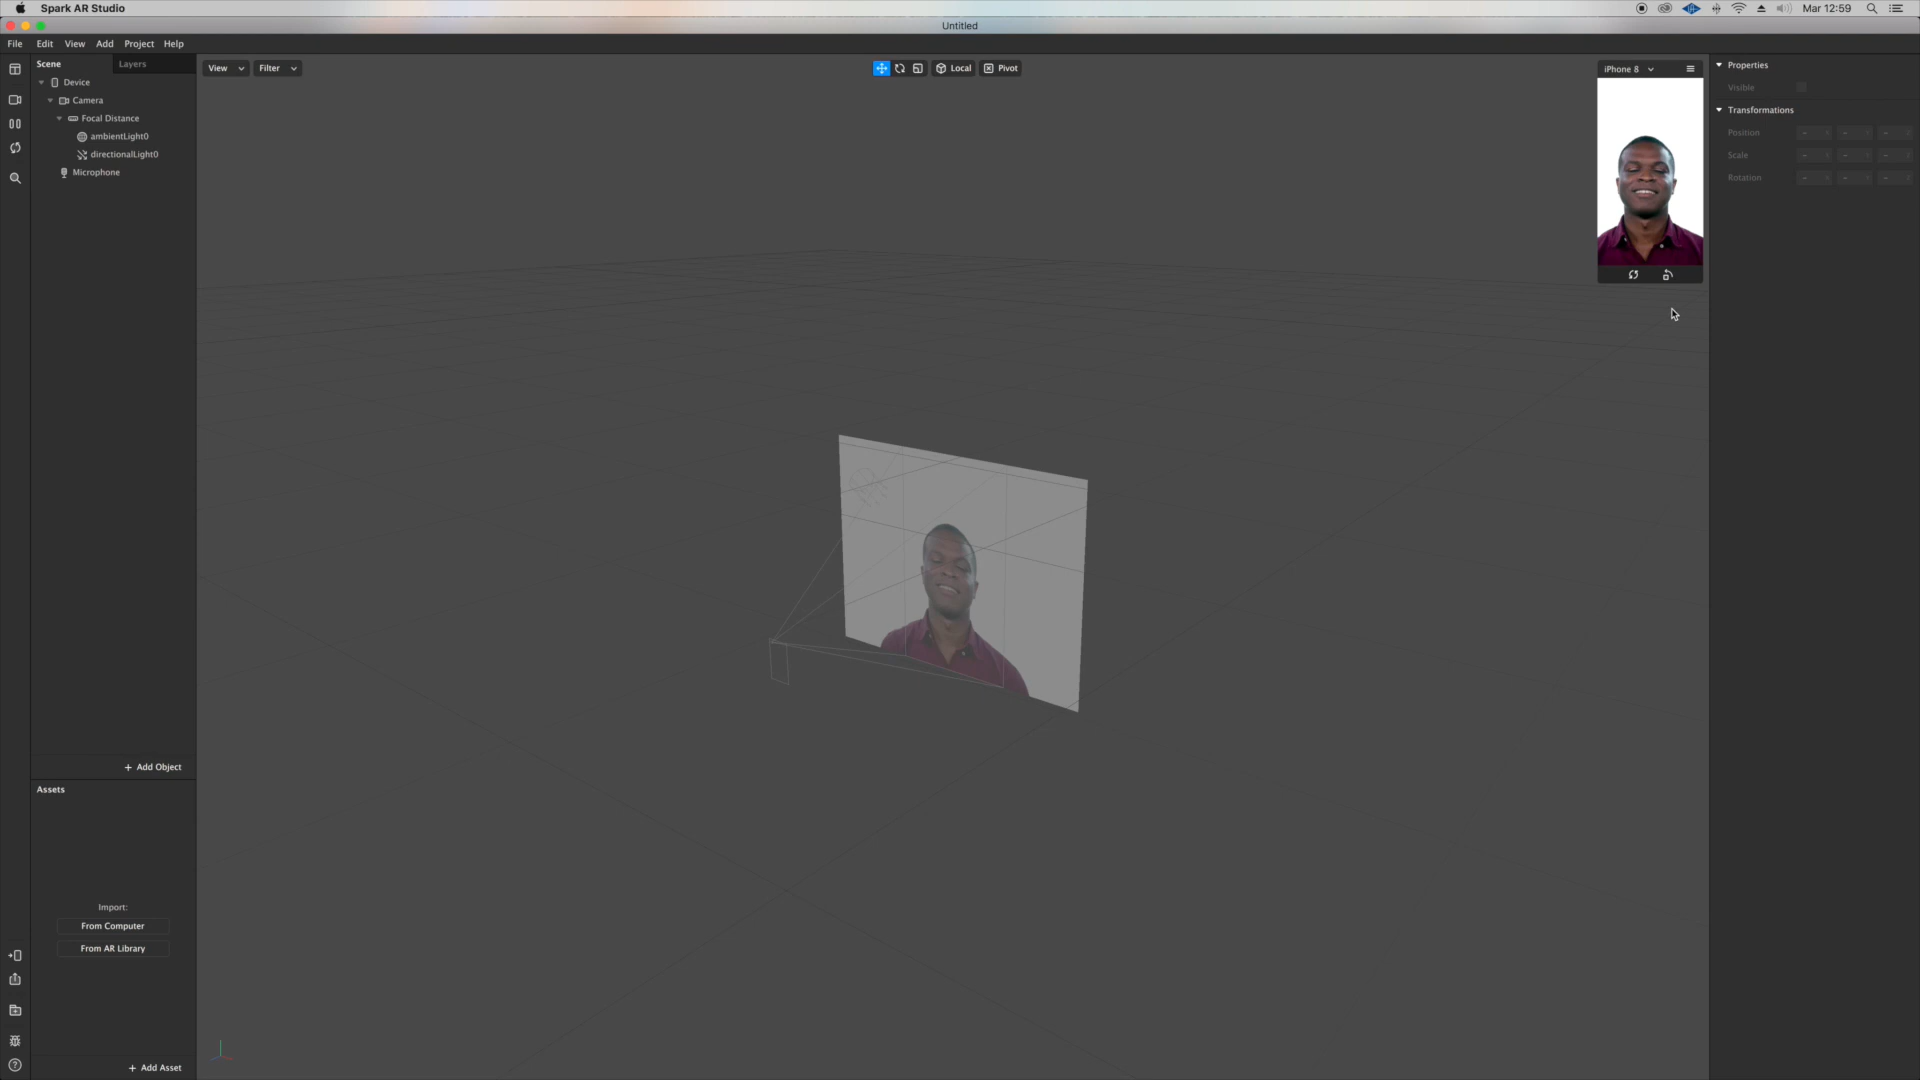 Spark AR Studio
Mar 12:59
Untitled
File Edit View Add Project Help
Scene
Layers
Device
Camera
Focal Distance
ambientLight0
directionalLight0
Microphone
+ Add Object
Assets
Import:
From Computer
From AR Library
+ Add Asset
View
Filter
Local
Pivot
iPhone 8
Properties
Visible
Transformations
Position
Scale
Rotation